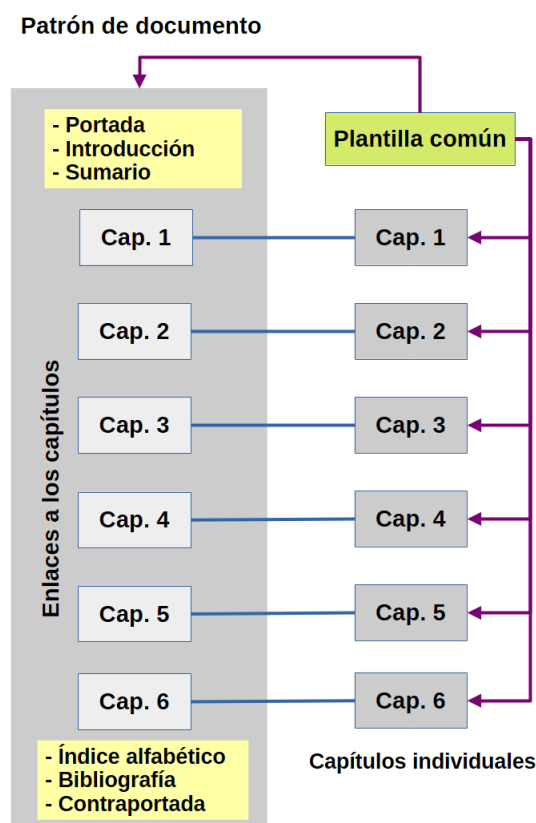 Patrón de documento
- Portada
- Introducción
- Sumario
Plantilla común
Cap. 1
Cap. 1
Cap. 2
Cap. 2
Cap. 3
Cap. 3
Cap. 4
Cap. 4
Cap. 5
Cap. 5
Cap. 6
Cap. 6
Enlaces a los capítulos
- Índice alfabético
- Bibliografía
- Contraportada
Capítulos individuales